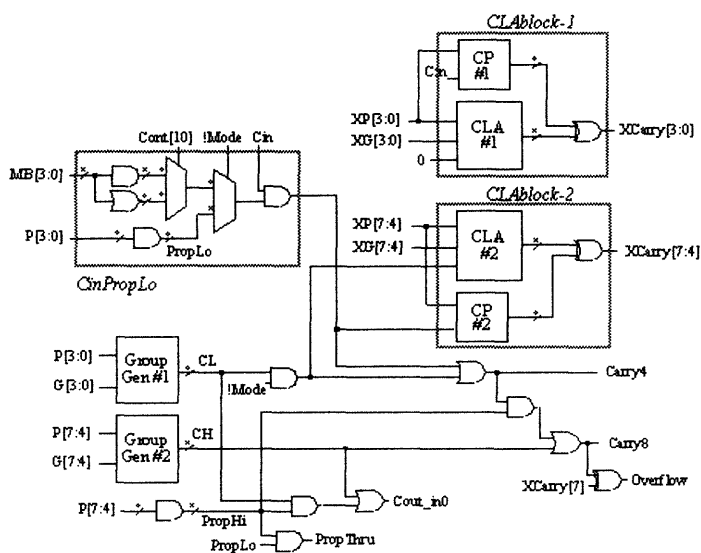 CLAblock-1
CP
#1
Cin
XP[3:0]
XG[3:0]
0
CLA
#1
XCarry[3:0]
Cont[10]
!Mode
Cin
MB[3:0]
P[3:0]
PropLo
CinPropLo
CLAblock-2
XP[7:4]
XG[7:4]
CLA
#2
XCarry[7:4]
CP
#2
P[3:0]
G[3:0]
Group
Gen#1
CL
!Mode
Carry4
P[7:4]
G[7:4]
Group
Gen#2
CH
Carry8
XCarry[7]
Overflow
P[7:4]
PropHi
Cout_in0
PropLo
PropThru